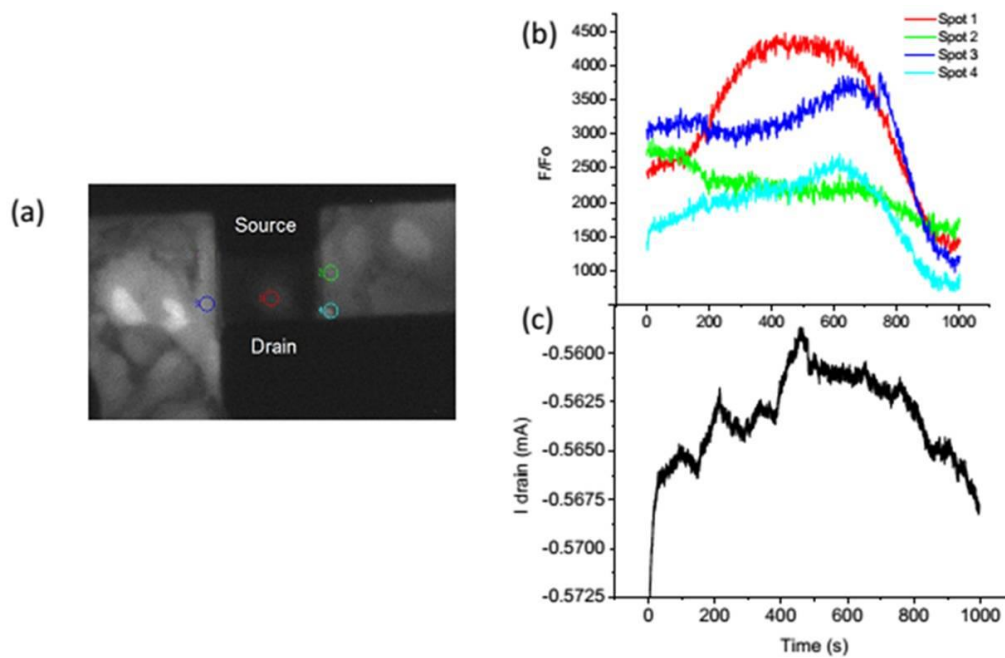 (a)
Source
Drain
(b)
Spot 1
Spot 2
Spot 3
Spot 4
F/Fo
4500
4000
3500
3000
2500
2000
1500
1000
0 200 400 600 800 1000
(c)
I drain (mA)
-0.5600
-0.5625
-0.5650
-0.5675
-0.5700
-0.5725
0 200 400 600 800 1000
Time (s)